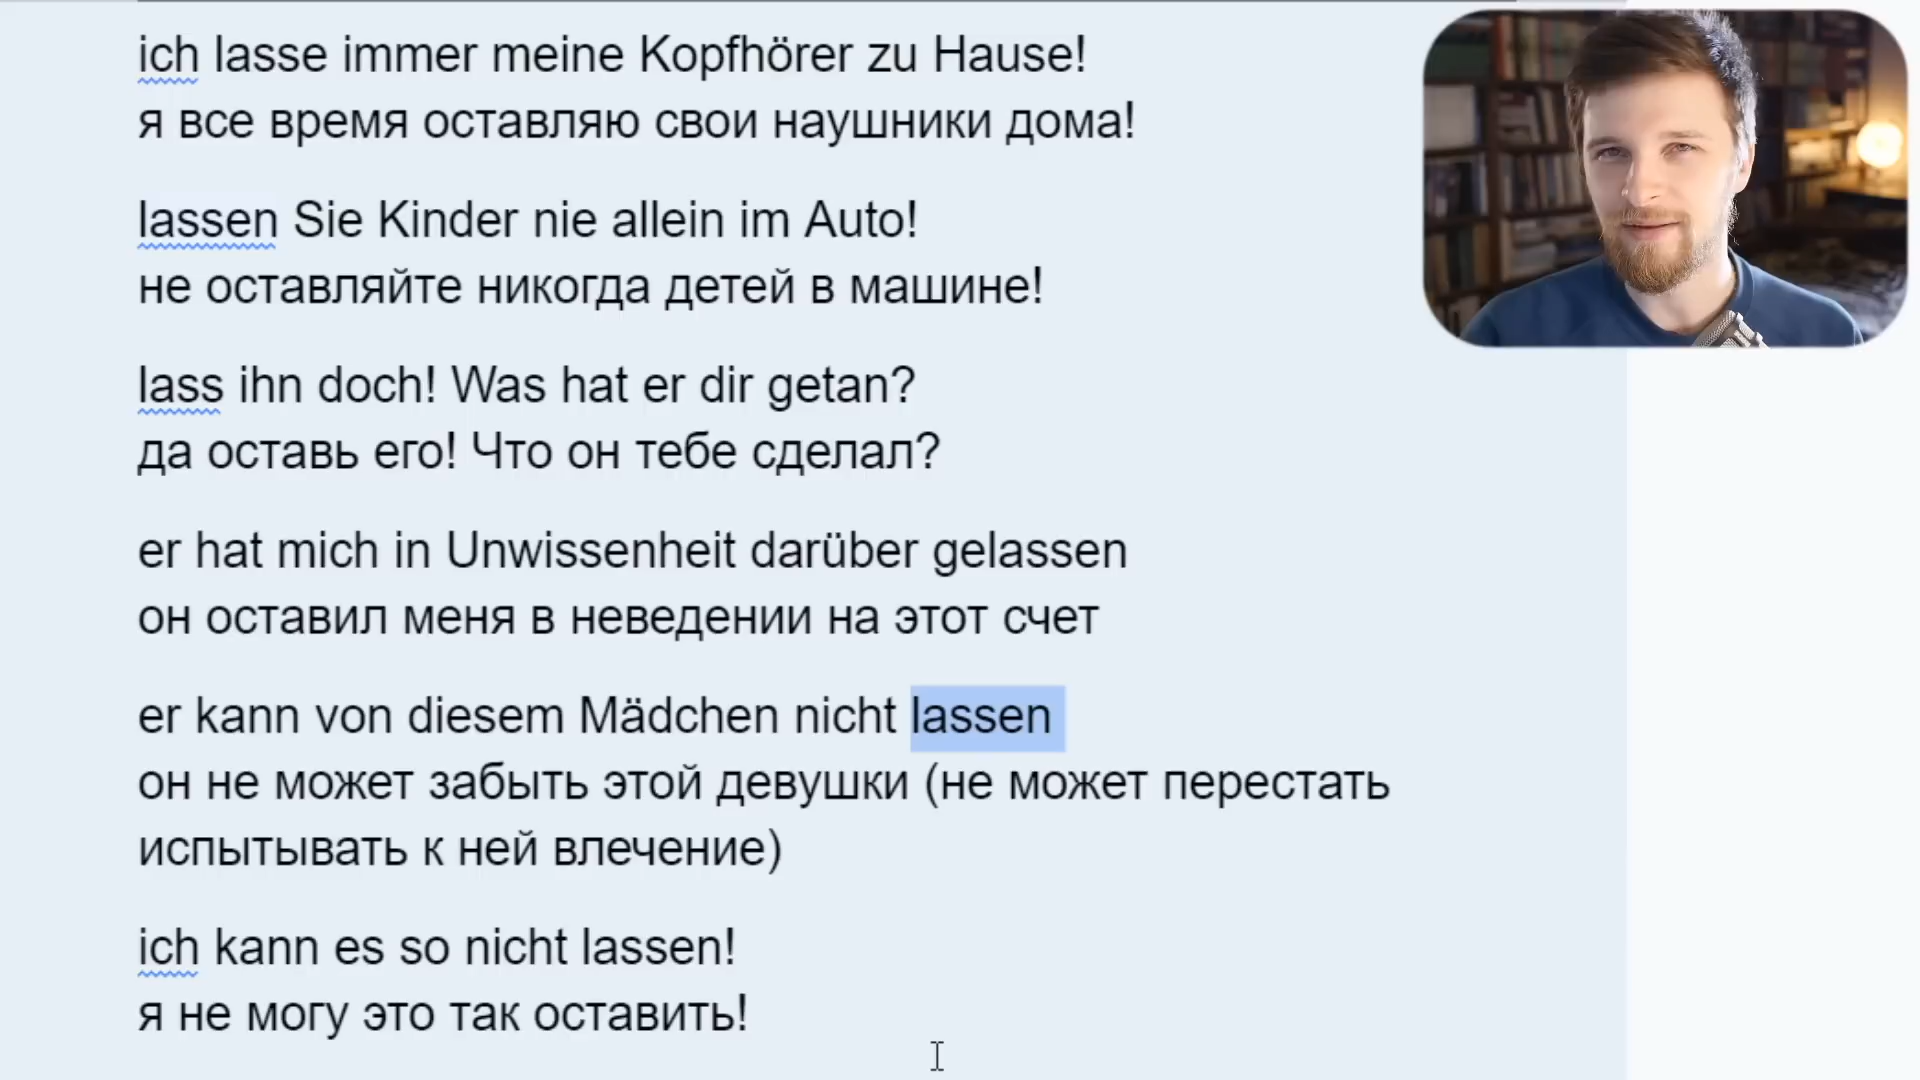 ich lasse immer meine Kopfhörer zu Hause!
я все время оставляю свои наушники дома!
lassen Sie Kinder nie allein im Auto!
не оставляйте никогда детей в машине!
lass ihn doch! Was hat er dir getan?
да оставь его! Что он тебе сделал?
er hat mich in Unwissenheit darüber gelassen
он оставил меня в неведении на этот счет
er kann von diesem Mädchen nicht lassen
он не может забыть этой девушки (не может перестать
испытывать к ней влечение)
ich kann es so nicht lassen!
я не могу это так оставить!